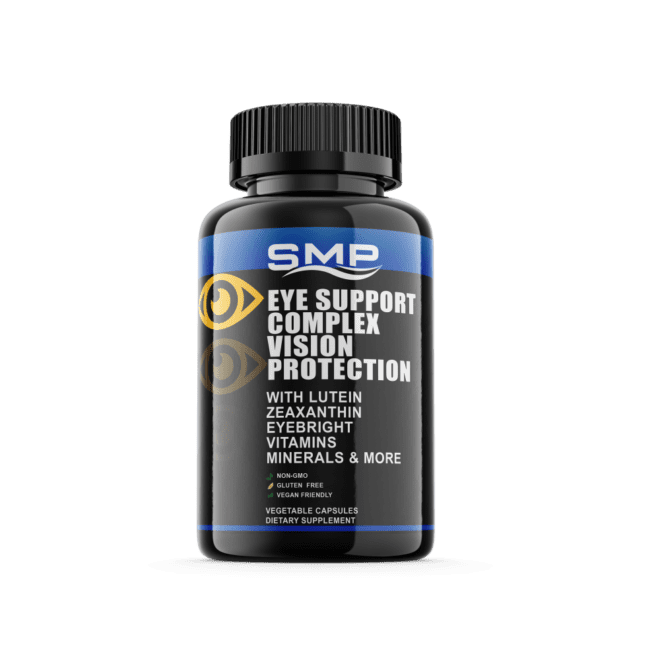 SMP
EYE SUPPORT
COMPLEX
VISION
PROTECTION
WITH LUTEIN
ZEAXANTHIN
EYEBRIGHT
VITAMINS
MINERALS & MORE
NON-GMO
GLUTEN FREE
VEGAN FRIENDLY
VEGETABLE CAPSULES
DIETARY SUPPLEMENT